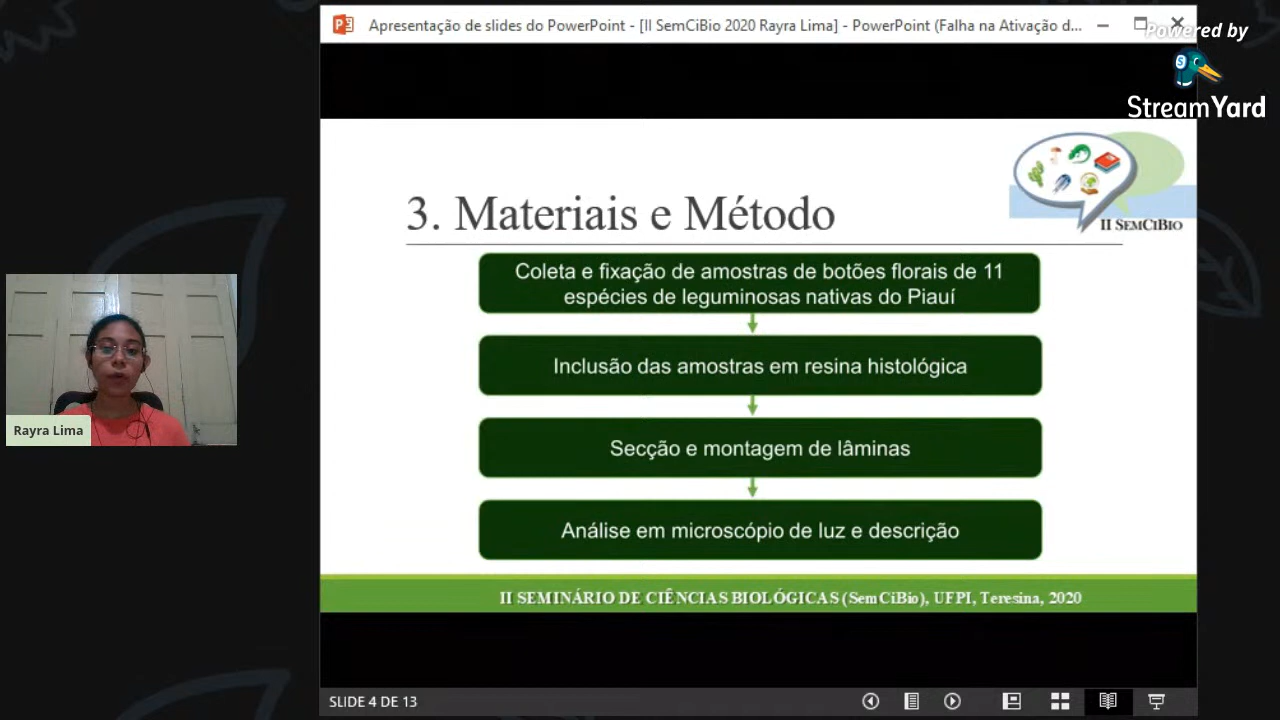 Apresentação de slides do PowerPoint - [II SemCiBio 2020 Rayra Lima] - PowerPoint (Falha na Ativação d...
Powered by
S
StreamYard
3. Materiais e Método
II SEMCIBIO
Coleta e fixação de amostras de botões florais de 11
espécies de leguminosas nativas do Piauí
Inclusão das amostras em resina histológica
Secção e montagem de lâminas
Análise em microscópio de luz e descrição
Rayra Lima
II SEMINÁRIO DE CIÊNCIAS BIOLÓGICAS (SemCiBio), UFPI, Teresina, 2020
SLIDE 4 DE 13